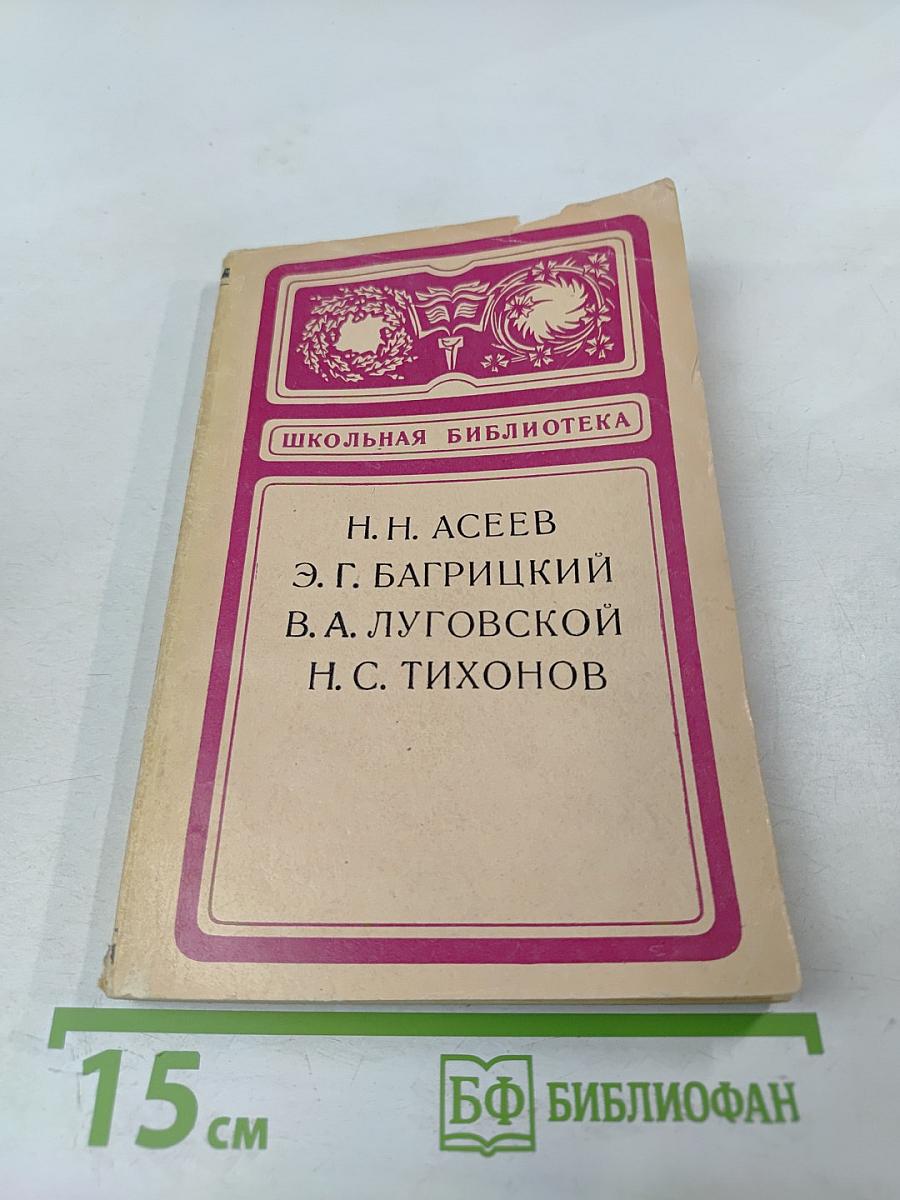 ШКОЛЬНАЯ БИБЛИОТЕКА
Н. Н. АСЕЕВ
Э. Г. БАГРИЦКИЙ
В. А. ЛУГОВСКОЙ
Н. С. ТИХОНОВ
15 см
БФ БИБЛИОФАН